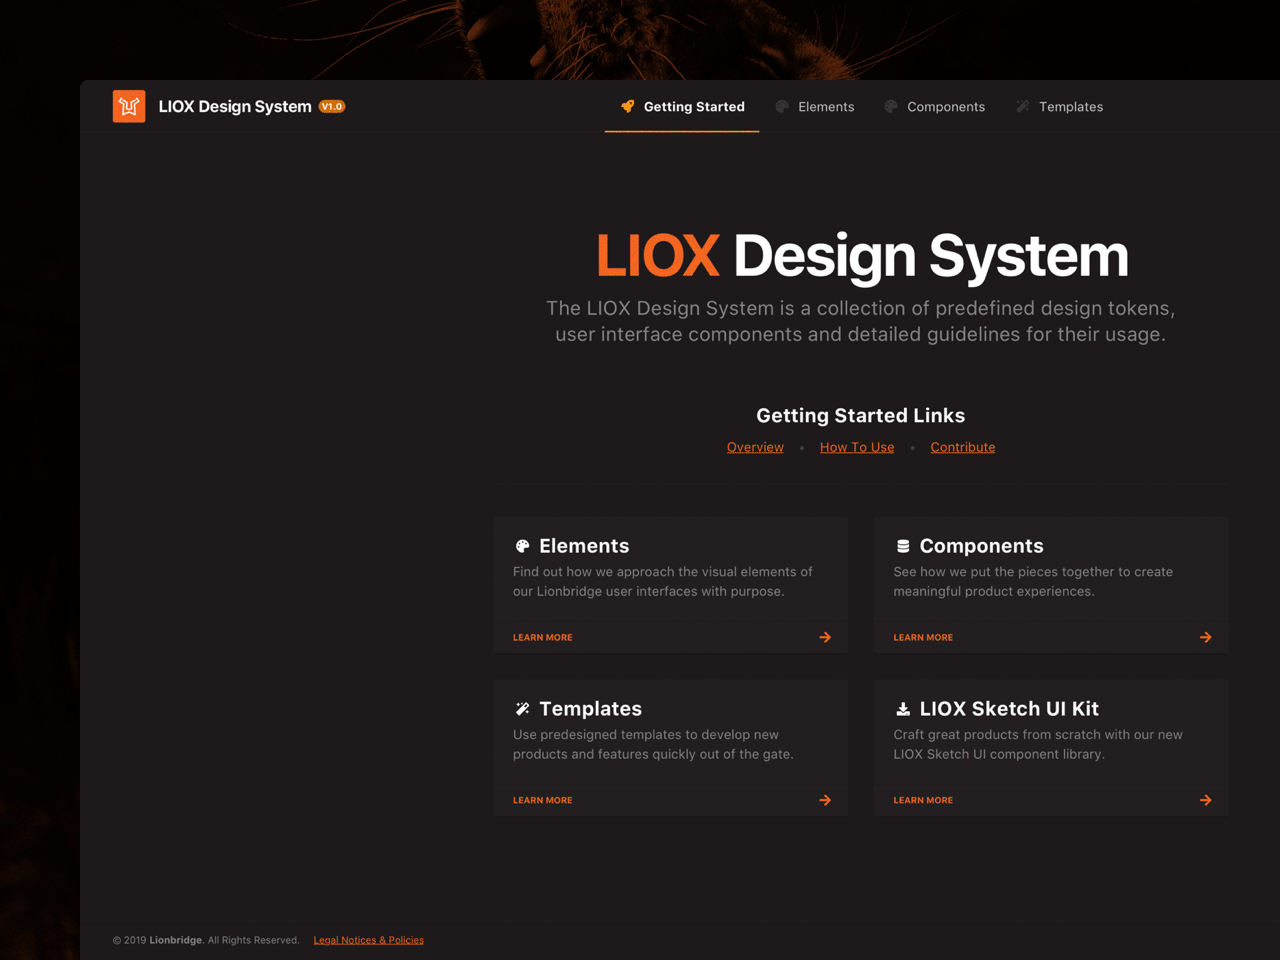 LIOX Design System V1.0
Getting Started Elements Components Templates
LIOX Design System
The LIOX Design System is a collection of predefined design tokens,
user interface components and detailed guidelines for their usage.
Getting Started Links
Overview • How To Use • Contribute
Elements
Find out how we approach the visual elements of
our Lionbridge user interfaces with purpose.
LEARN MORE
Components
See how we put the pieces together to create
meaningful product experiences.
LEARN MORE
Templates
Use predesigned templates to develop new
products and features quickly out of the gate.
LEARN MORE
LIOX Sketch UI Kit
Craft great products from scratch with our new
LIOX Sketch UI component library.
LEARN MORE
© 2019 Lionbridge. All Rights Reserved. Legal Notices & Policies